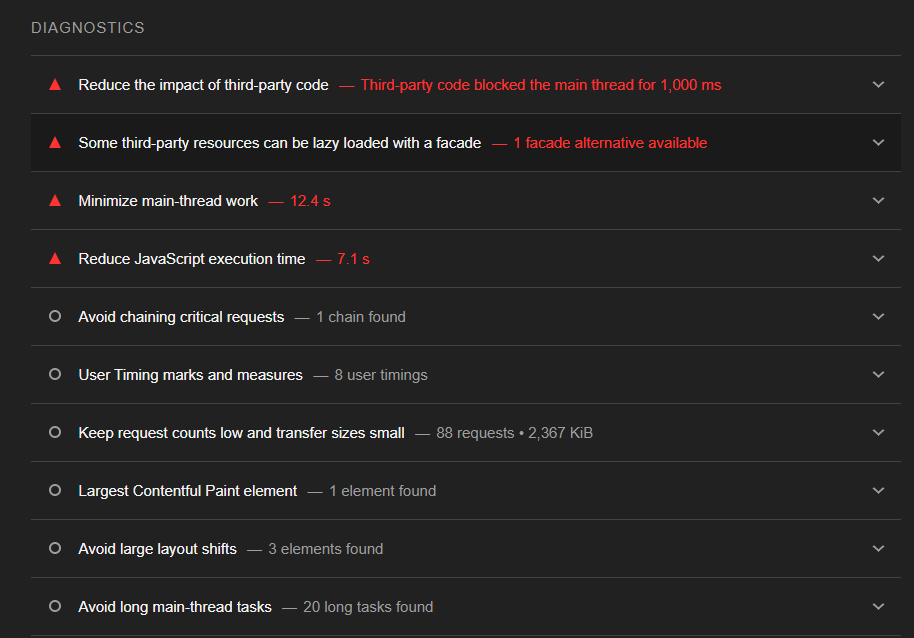 DIAGNOSTICS
Reduce the impact of third-party code — Third-party code blocked the main thread for 1,000 ms
Some third-party resources can be lazy loaded with a facade — 1 facade alternative available
Minimize main-thread work — 12.4 s
Reduce JavaScript execution time — 7.1 s
Avoid chaining critical requests — 1 chain found
User Timing marks and measures — 8 user timings
Keep request counts low and transfer sizes small — 88 requests • 2,367 KiB
Largest Contentful Paint element — 1 element found
Avoid large layout shifts — 3 elements found
Avoid long main-thread tasks — 20 long tasks found